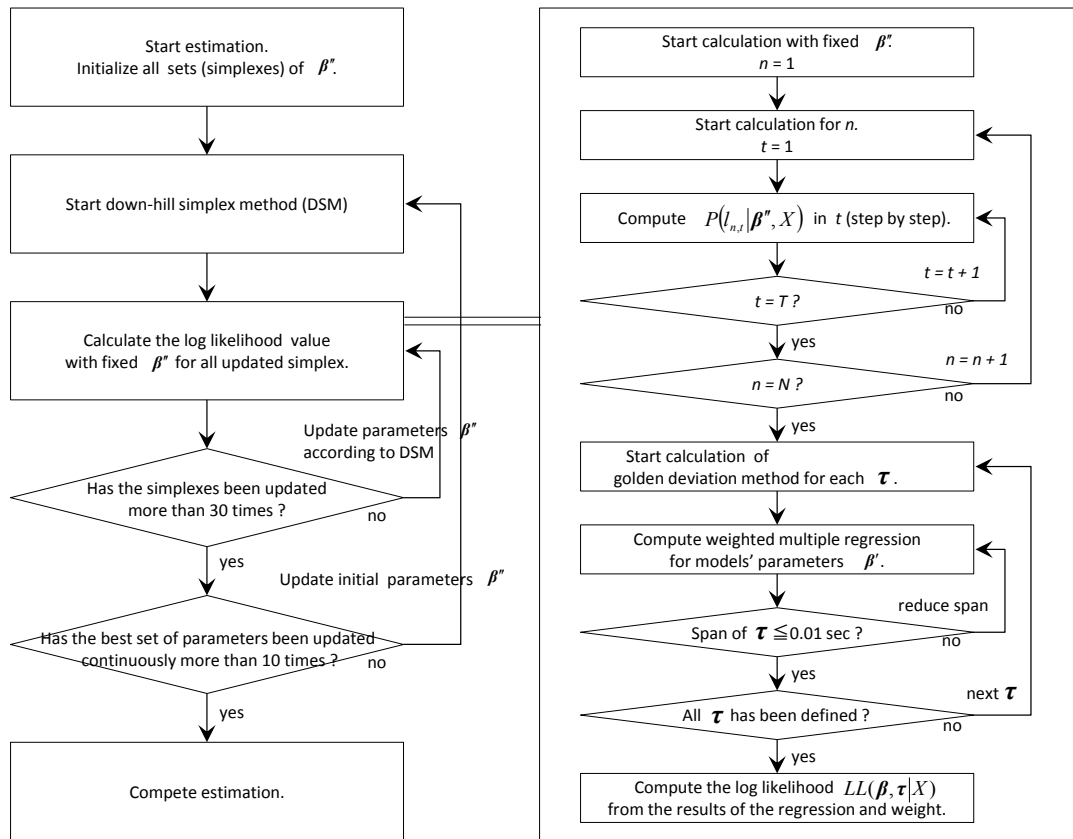 Start estimation.
Initialize all sets (simplexes) of β″.
Start down-hill simplex method (DSM)
Calculate the log likelihood value
with fixed β″ for all updated simplex.
Update parameters β″
according to DSM
Has the simplexes been updated
more than 30 times ?
no
yes
Update initial parameters β″
Has the best set of parameters been updated
continuously more than 10 times ?
no
yes
Compete estimation.
Start calculation with fixed β″.
n = 1
Start calculation for n.
t = 1
Compute P(l_{n,t}|β″, X) in t (step by step).
t = t + 1
t = T ?
no
yes
n = n + 1
n = N ?
no
yes
Start calculation of
golden deviation method for each τ .
Compute weighted multiple regression
for models’ parameters β′.
reduce span
Span of τ ≦0.01 sec ?
no
yes
next τ
All τ has been defined ?
no
yes
Compute the log likelihood LL(β, τ|X)
from the results of the regression and weight.